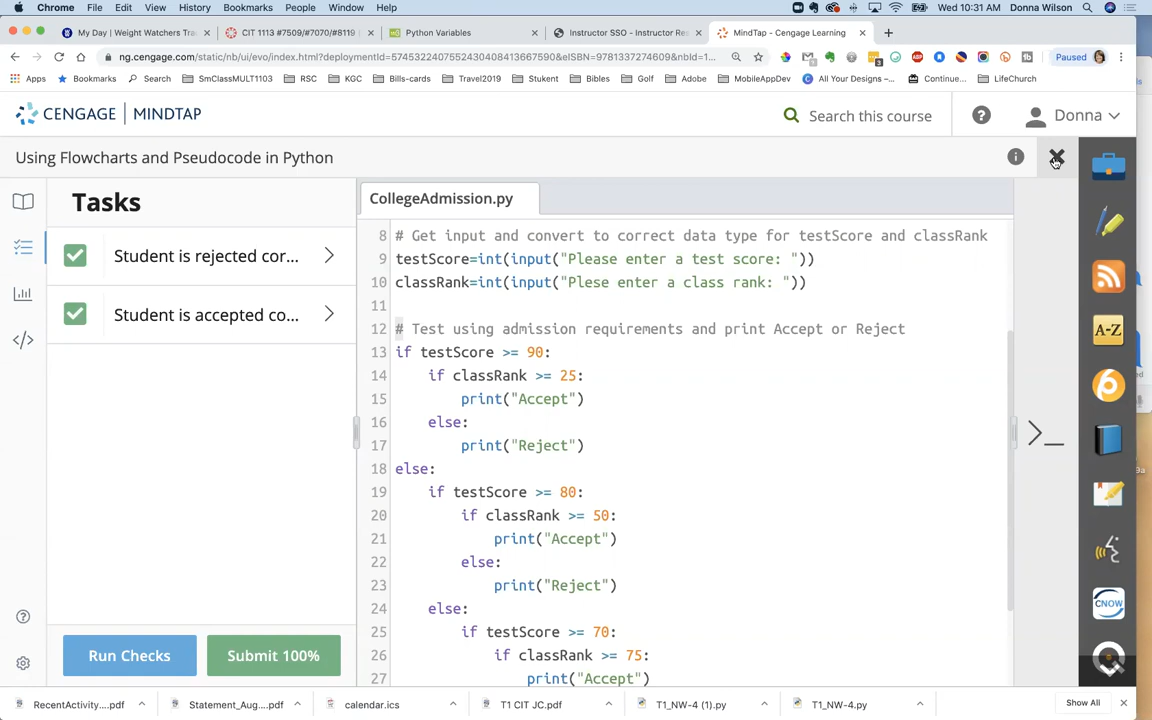 Chrome File Edit View History Bookmarks People Window Help Wed 10:31 AM Donna Wilson
My Day | Weight Watchers Tra
CIT 1113 #7509/#7070/#8119
Python Variables
Instructor SSO - Instructor Re
MindTap - Cengage Learning
ng.cengage.com/static/nb/ui/evo/index.html?deploymentId=5745322407552430408413667590&eISBN=9781337274609&nbId=1... Paused
Apps Bookmarks Search SmClassMULT1103 RSC KGC Bills-cards Travel2019 Stukent Bibles Golf Adobe MobileAppDev All Your Designs –... Continue... LifeChurch
CENGAGE | MINDTAP Search this course Donna
Using Flowcharts and Pseudocode in Python
Tasks
Student is rejected cor...
Student is accepted co...
Run Checks Submit 100%
CollegeAdmission.py
8 # Get input and convert to correct data type for testScore and classRank
9 testScore=int(input("Please enter a test score: "))
10 classRank=int(input("Plese enter a class rank: "))
11
12 # Test using admission requirements and print Accept or Reject
13 if testScore >= 90:
14 if classRank >= 25:
15 print("Accept")
16 else:
17 print("Reject")
18 else:
19 if testScore >= 80:
20 if classRank >= 50:
21 print("Accept")
22 else:
23 print("Reject")
24 else:
25 if testScore >= 70:
26 if classRank >= 75:
27 print("Accept")
>_
A-Z
CNOW
RecentActivity....pdf Statement_Aug....pdf calendar.ics T1 CIT JC.pdf T1_NW-4 (1).py T1_NW-4.py Show All